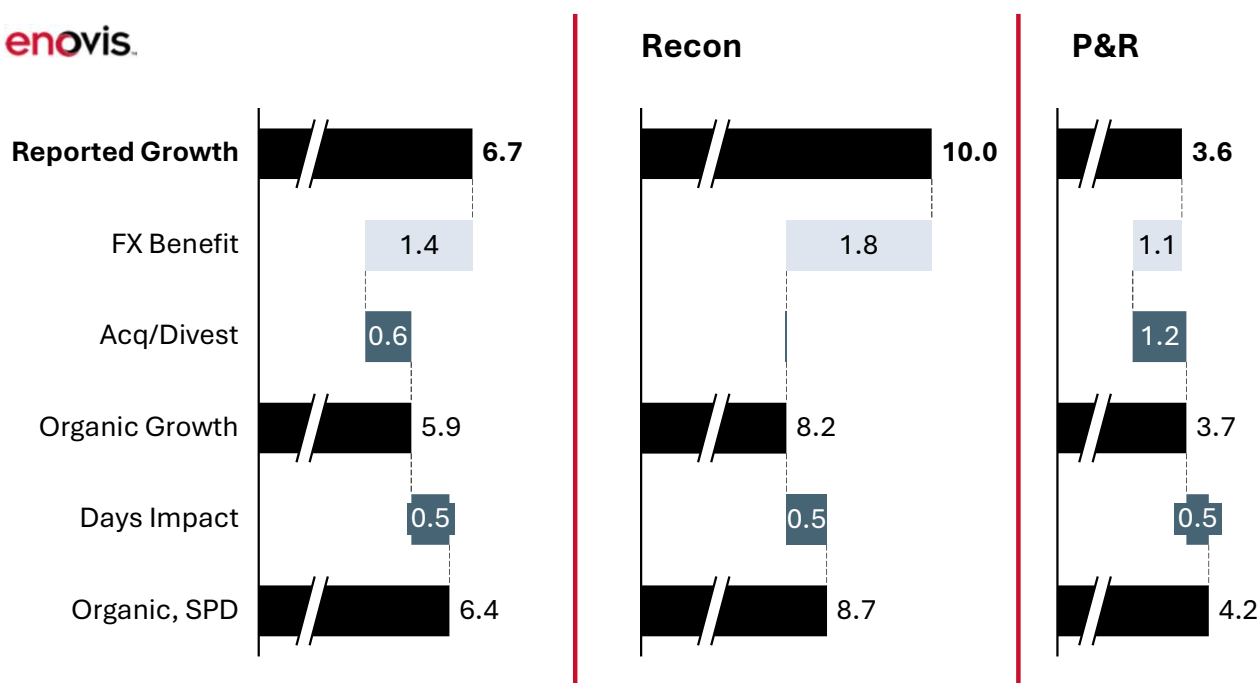 enovis™
Recon
P&R
Reported Growth 6.7 10.0 3.6
FX Benefit 1.4 1.8 1.1
Acq/Divest 0.6 1.2
Organic Growth 5.9 8.2 3.7
Days Impact 0.5 0.5 0.5
Organic, SPD 6.4 8.7 4.2